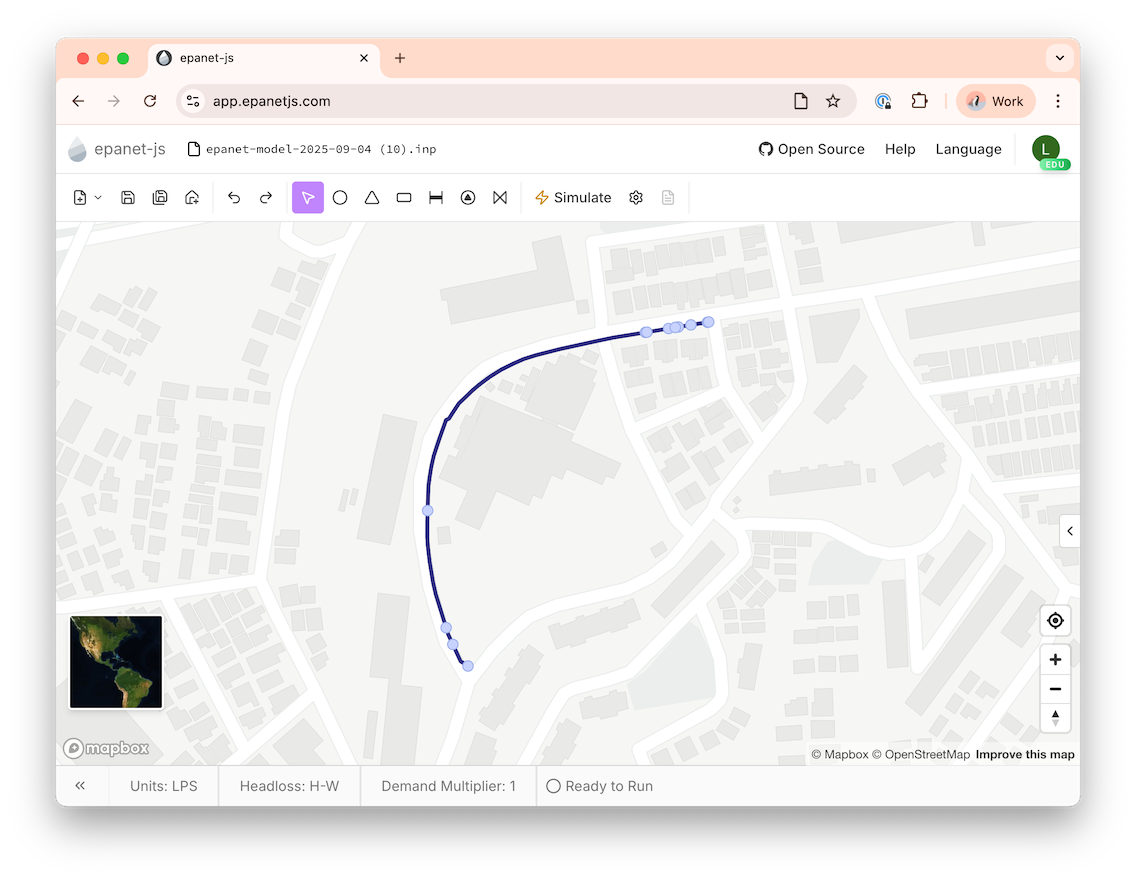 epanet-js
app.epanetjs.com
Work
epanet-js
epanet-model-2025-09-04 (10).inp
Open Source
Help
Language
L
EDU
Simulate
mapbox
© Mapbox © OpenStreetMap Improve this map
Units: LPS
Headloss: H-W
Demand Multiplier: 1
Ready to Run